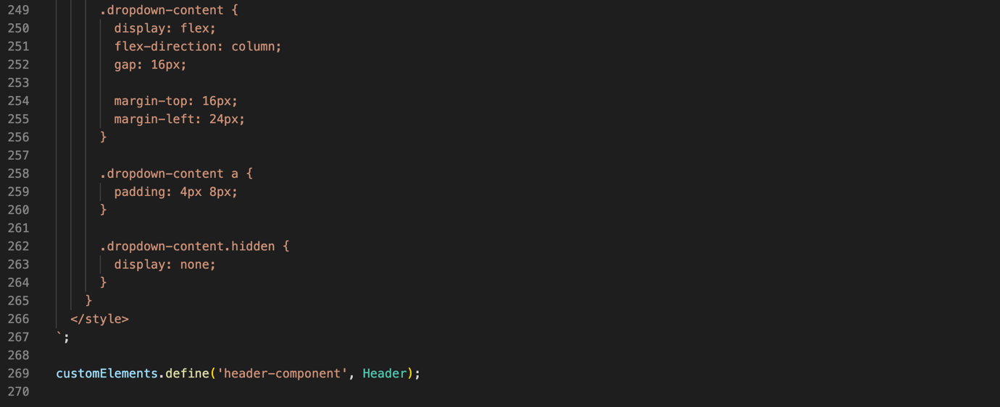 249 .dropdown-content {
250 display: flex;
251 flex-direction: column;
252 gap: 16px;
253
254 margin-top: 16px;
255 margin-left: 24px;
256 }
257
258 .dropdown-content a {
259 padding: 4px 8px;
260 }
261
262 .dropdown-content.hidden {
263 display: none;
264 }
265 }
266 </style>
267 `;
268
269 customElements.define('header-component', Header);
270